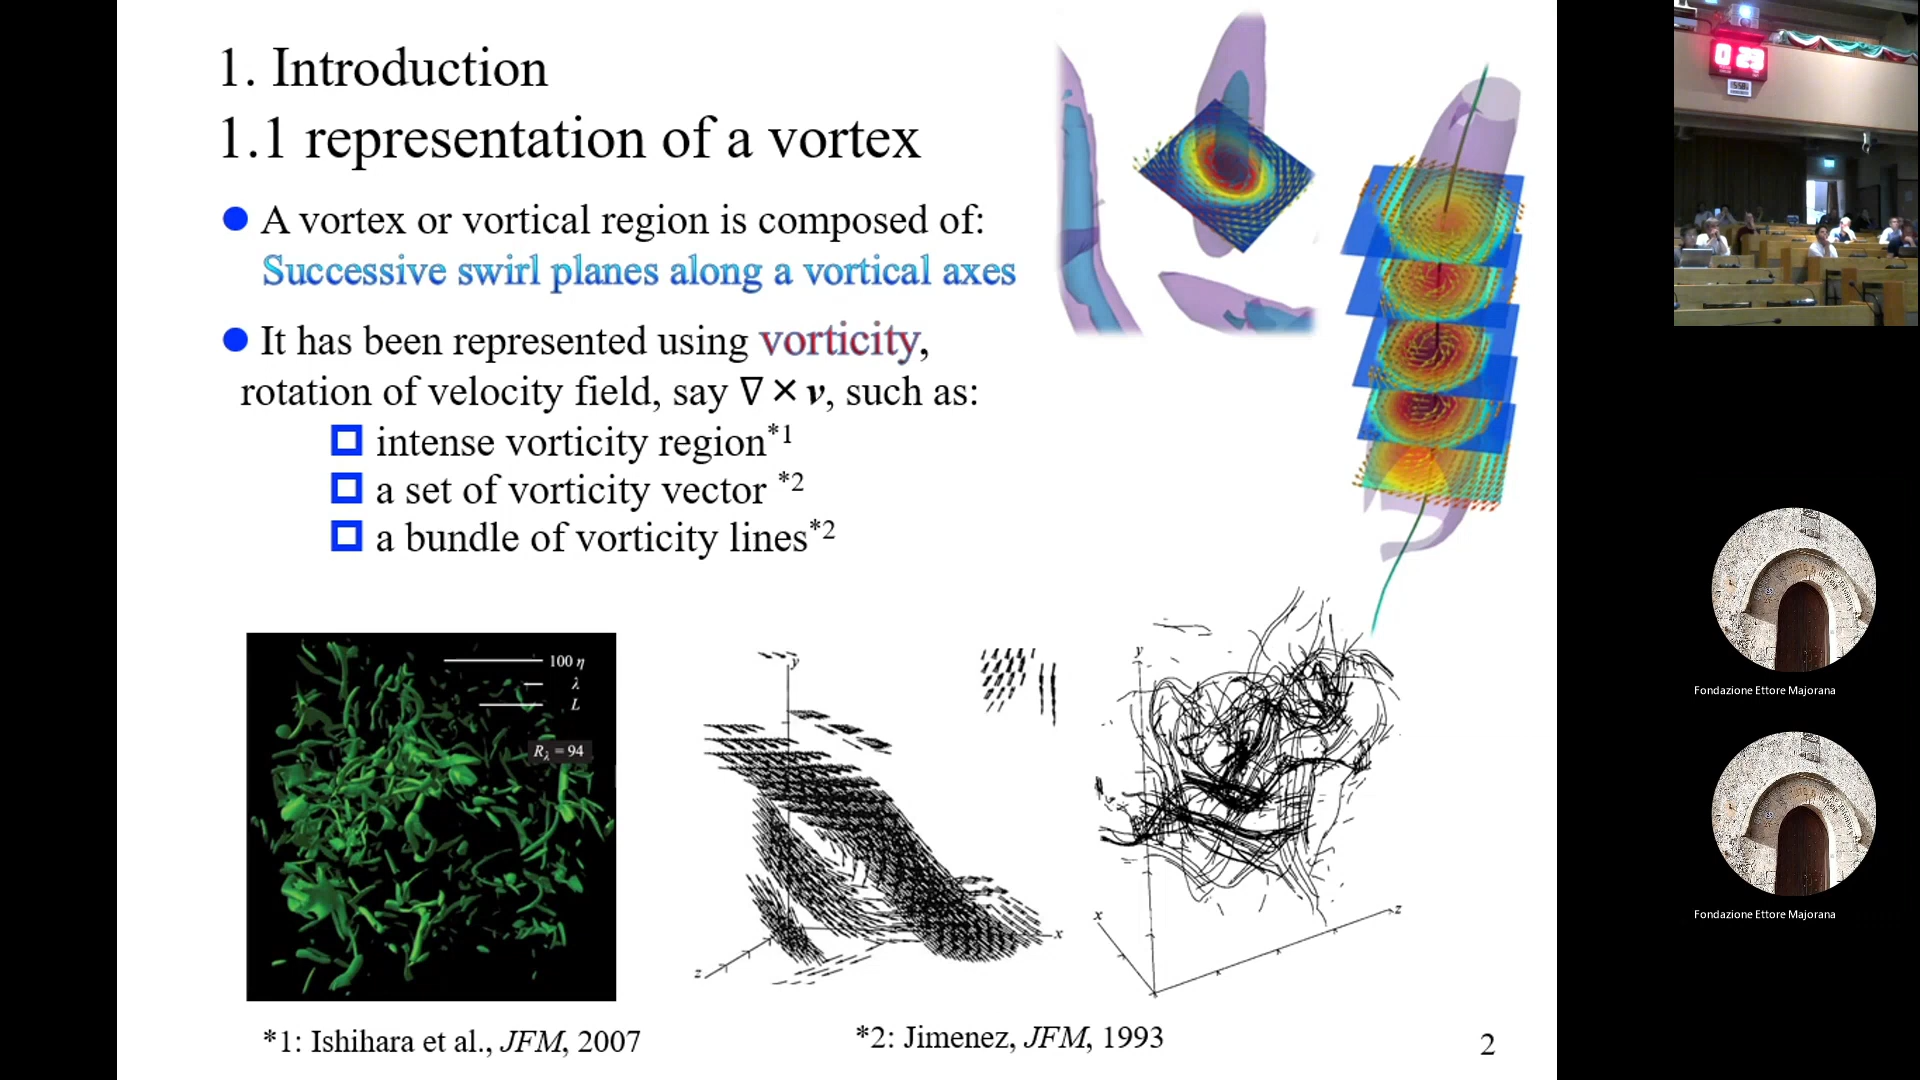 1. Introduction
1.1 representation of a vortex
A vortex or vortical region is composed of:
Successive swirl planes along a vortical axes
It has been represented using vorticity,
rotation of velocity field, say ∇ × v, such as:
intense vorticity region*1
a set of vorticity vector *2
a bundle of vorticity lines*2
100 η
λ
L
Rλ = 94
y
x
z
y
x
z
*1: Ishihara et al., JFM, 2007
*2: Jimenez, JFM, 1993
2
0 29
Fondazione Ettore Majorana
Fondazione Ettore Majorana